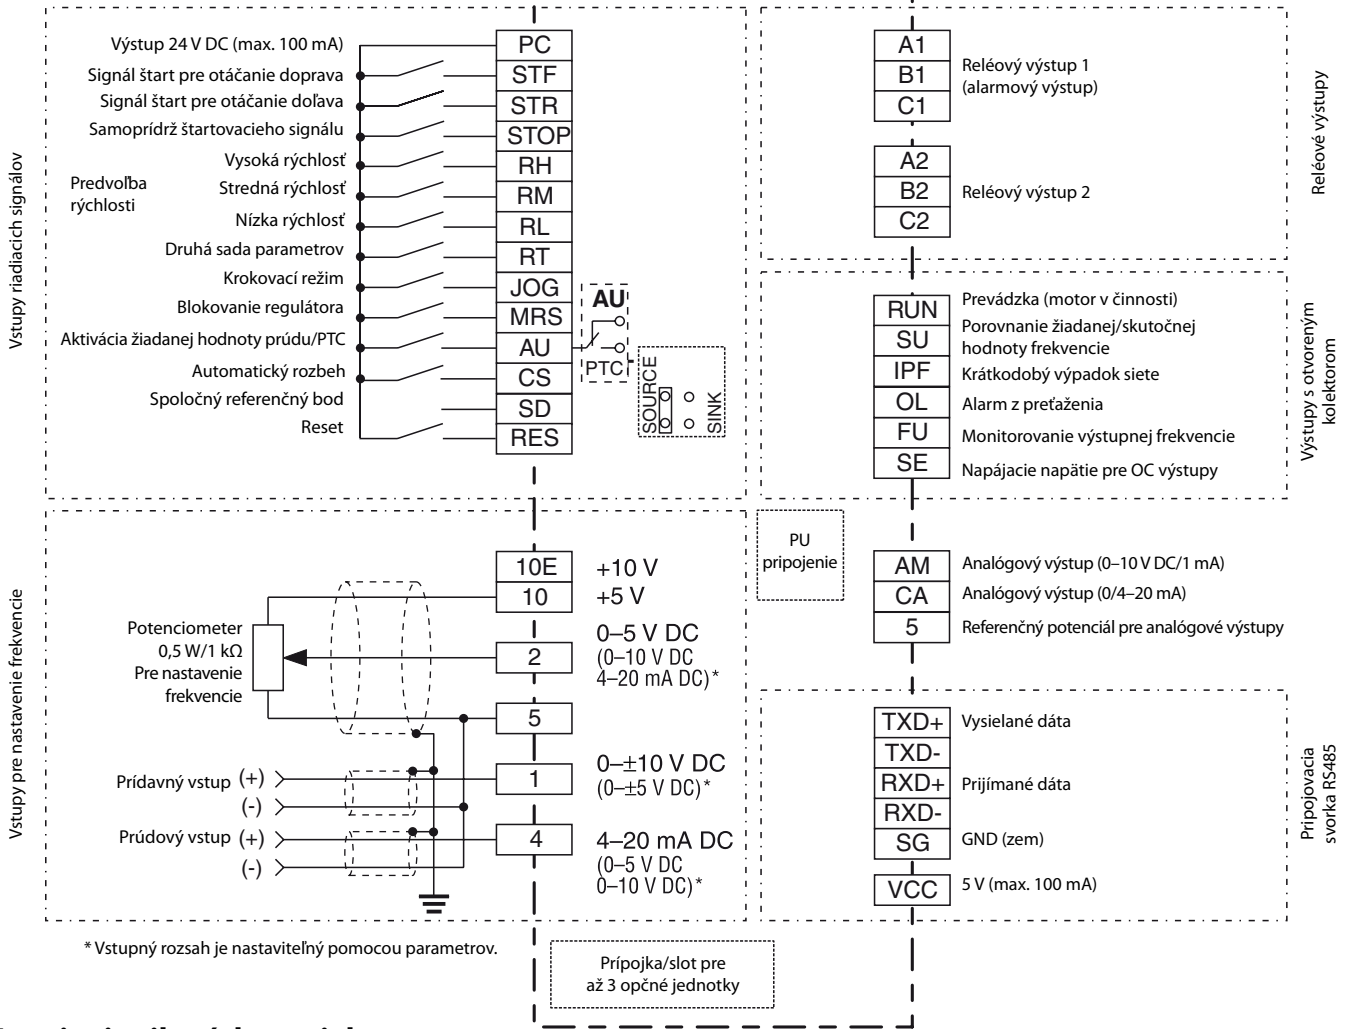 Vstupy riadiacich signálov
Výstup 24 V DC (max. 100 mA)
PC
Signál štart pre otáčanie doprava
STF
Signál štart pre otáčanie doľava
STR
Samoprídrž štartovacieho signálu
STOP
Predvoľba
rýchlosti
Vysoká rýchlosť
RH
Stredná rýchlosť
RM
Nízka rýchlosť
RL
Druhá sada parametrov
RT
Krokovací režim
JOG
Blokovanie regulátora
MRS
Aktivácia žiadanej hodnoty prúdu/PTC
AU
AU
PTC
Automatický rozbeh
CS
Spoločný referenčný bod
SD
Reset
RES
SOURCE
SINK
Vstupy pre nastavenie frekvencie
10E
+10 V
10
+5 V
Potenciometer
0,5 W/1 kΩ
Pre nastavenie
frekvencie
2
0–5 V DC
(0–10 V DC
4–20 mA DC)*
5
Prídavný vstup (+)
(-)
1
0–±10 V DC
(0–±5 V DC)*
Prúdový vstup (+)
(-)
4
4–20 mA DC
(0–5 V DC
0–10 V DC)*
* Vstupný rozsah je nastaviteľný pomocou parametrov.
Prípojka/slot pre
až 3 opčné jednotky
A1
B1
C1
Reléový výstup 1
(alarmový výstup)
A2
B2
C2
Reléový výstup 2
Reléové výstupy
RUN
Prevádzka (motor v činnosti)
SU
Porovnanie žiadanej/skutočnej
hodnoty frekvencie
IPF
Krátkodobý výpadok siete
OL
Alarm z preťaženia
FU
Monitorovanie výstupnej frekvencie
SE
Napájacie napätie pre OC výstupy
Výstupy s otvoreným
kolektorom
PU
pripojenie
AM
Analógový výstup (0–10 V DC/1 mA)
CA
Analógový výstup (0/4–20 mA)
5
Referenčný potenciál pre analógové výstupy
TXD+
Vysielané dáta
TXD-
RXD+
Prijímané dáta
RXD-
SG
GND (zem)
VCC
5 V (max. 100 mA)
Pripojovacia
svorka RS485